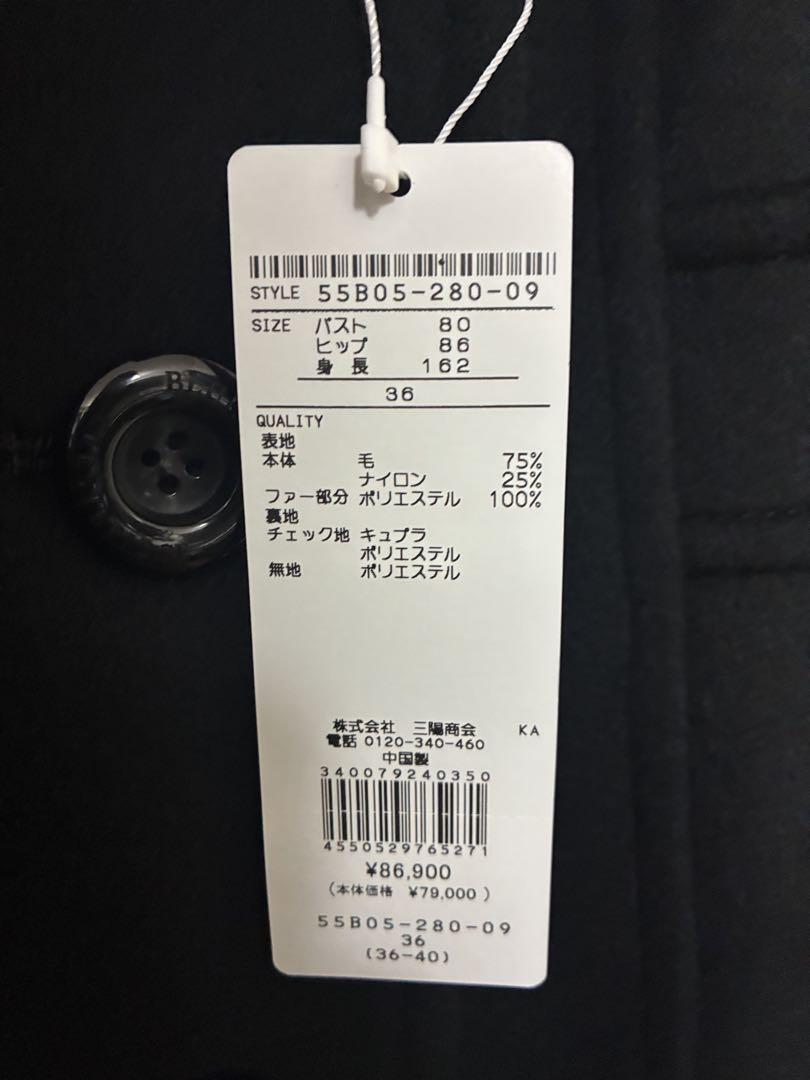 STYLE 55B05-280-09
SIZE バスト 80
ヒップ 86
身長 162
36
QUALITY
表地
本体 毛 75%
ナイロン 25%
ファー部分 ポリエステル 100%
裏地
チェック地 キュプラ
ポリエステル
無地 ポリエステル
株式会社 三陽商会 KA
電話 0120-340-460
中国製
340079240350
4550529765271
¥86,900
(本体価格 ¥79,000)
55B05-280-09
36
(36-40)